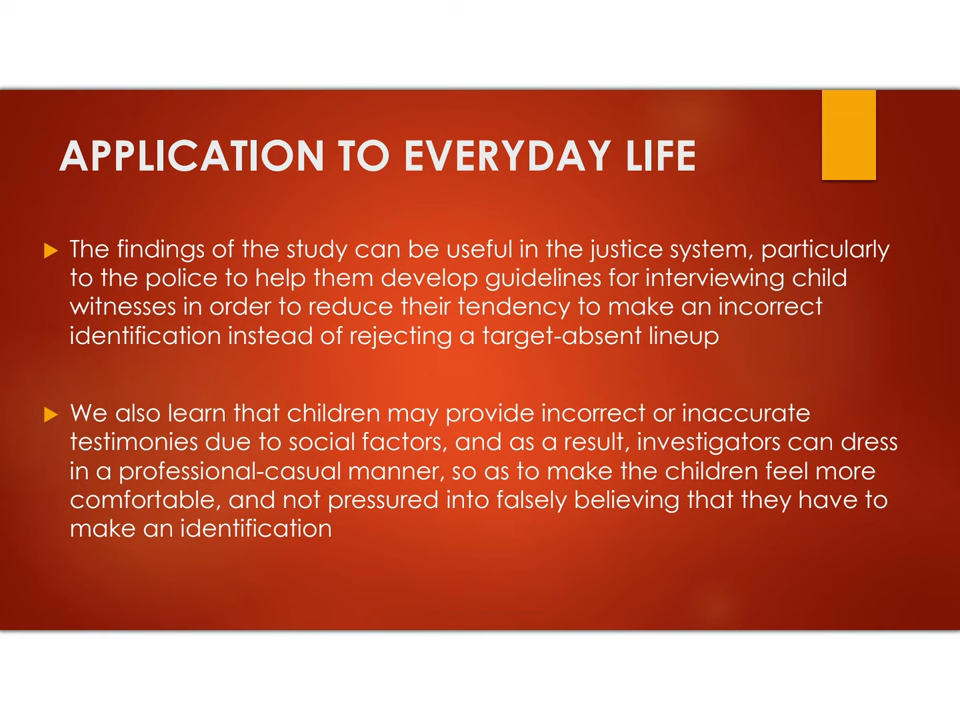 APPLICATION TO EVERYDAY LIFE
The findings of the study can be useful in the justice system, particularly
to the police to help them develop guidelines for interviewing child
witnesses in order to reduce their tendency to make an incorrect
identification instead of rejecting a target-absent lineup
We also learn that children may provide incorrect or inaccurate
testimonies due to social factors, and as a result, investigators can dress
in a professional-casual manner, so as to make the children feel more
comfortable, and not pressured into falsely believing that they have to
make an identification